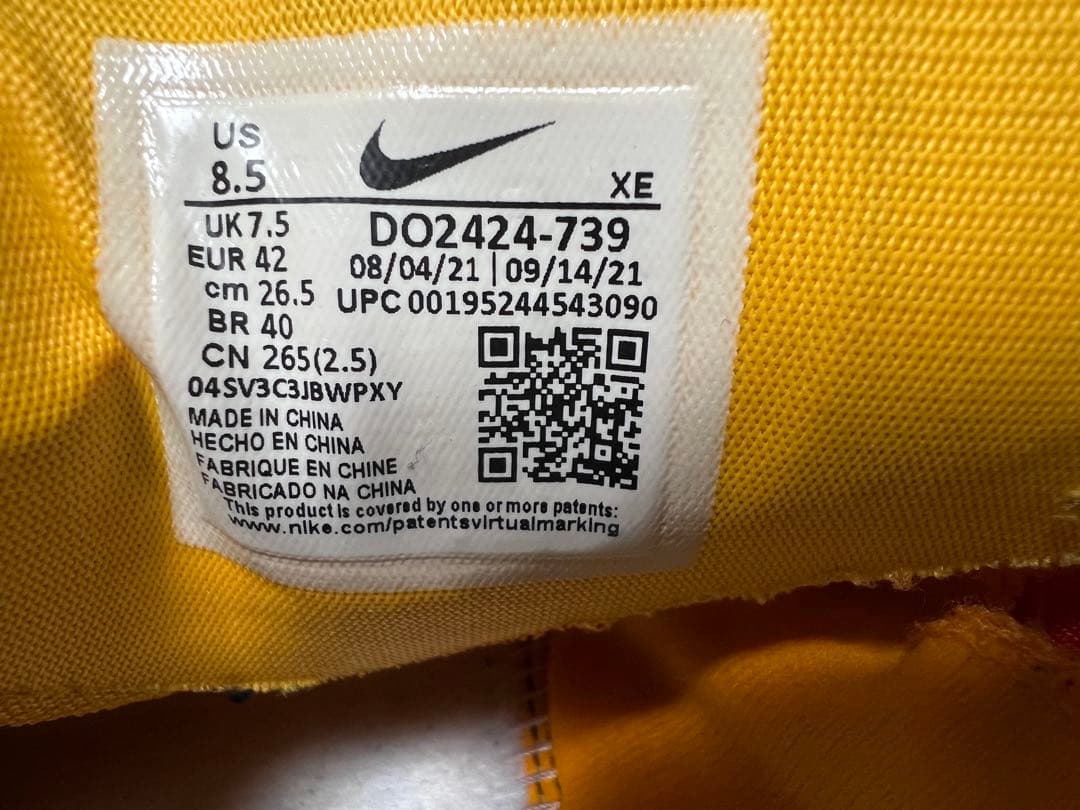 US
8.5
XE
UK 7.5
DO2424-739
EUR 42
08/04/21 | 09/14/21
cm 26.5
UPC 00195244543090
BR 40
CN 265(2.5)
04SV3C3JBWPXY
MADE IN CHINA
HECHO EN CHINA
FABRIQUE EN CHINE
FABRICADO NA CHINA
This product is covered by one or more patents:
www.nike.com/patentsvirtualmarking